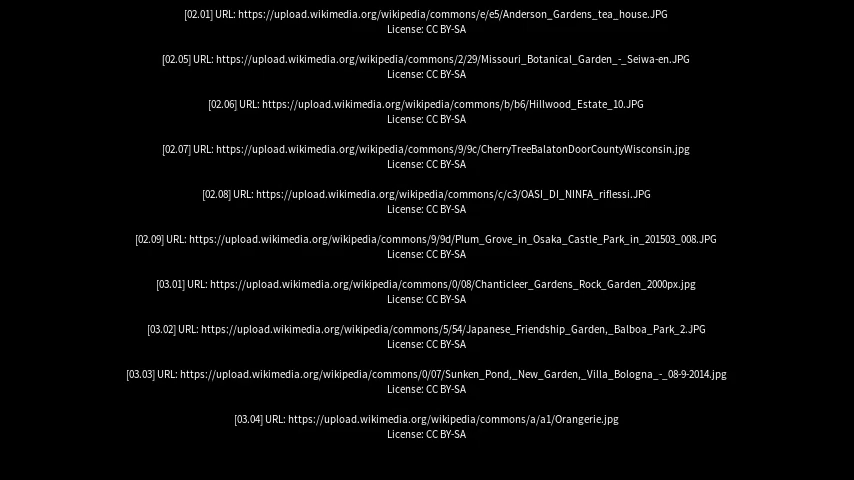 [02.01] URL: https://upload.wikimedia.org/wikipedia/commons/e/e5/Anderson_Gardens_tea_house.JPG
License: CC BY-SA
[02.05] URL: https://upload.wikimedia.org/wikipedia/commons/2/29/Missouri_Botanical_Garden_-_Seiwa-en.JPG
License: CC BY-SA
[02.06] URL: https://upload.wikimedia.org/wikipedia/commons/b/b6/Hillwood_Estate_10.JPG
License: CC BY-SA
[02.07] URL: https://upload.wikimedia.org/wikipedia/commons/9/9c/CherryTreeBalatonDoorCountyWisconsin.jpg
License: CC BY-SA
[02.08] URL: https://upload.wikimedia.org/wikipedia/commons/c/c3/OASI_DI_NINFA_riflessi.JPG
License: CC BY-SA
[02.09] URL: https://upload.wikimedia.org/wikipedia/commons/9/9d/Plum_Grove_in_Osaka_Castle_Park_in_201503_008.JPG
License: CC BY-SA
[03.01] URL: https://upload.wikimedia.org/wikipedia/commons/0/08/Chanticleer_Gardens_Rock_Garden_2000px.jpg
License: CC BY-SA
[03.02] URL: https://upload.wikimedia.org/wikipedia/commons/5/54/Japanese_Friendship_Garden,_Balboa_Park_2.JPG
License: CC BY-SA
[03.03] URL: https://upload.wikimedia.org/wikipedia/commons/0/07/Sunken_Pond,_New_Garden,_Villa_Bologna_-_08-9-2014.jpg
License: CC BY-SA
[03.04] URL: https://upload.wikimedia.org/wikipedia/commons/a/a1/Orangerie.jpg
License: CC BY-SA